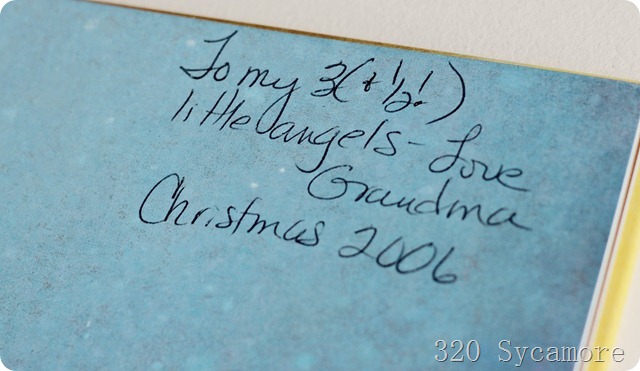 To my 3(+ 1/2!)
little angels - Love
Grandma
Christmas 2006
320 Sycamore